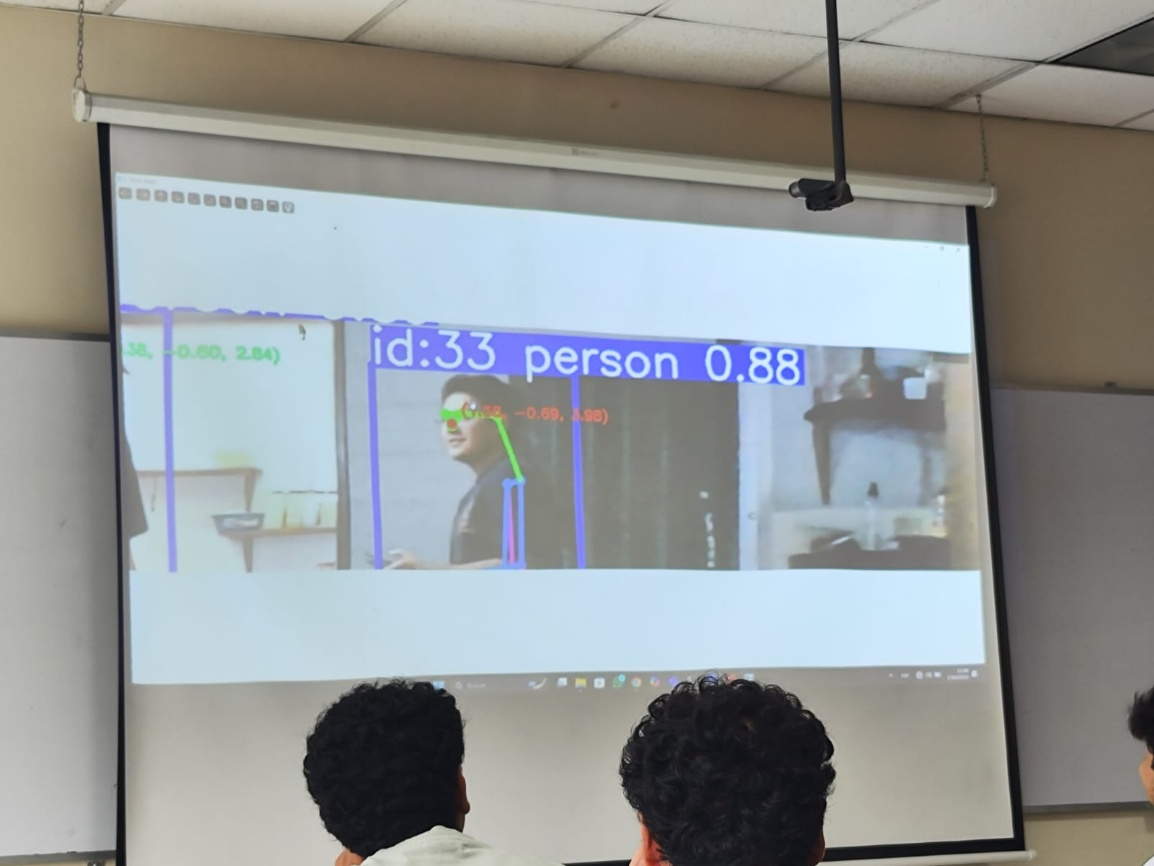 id:33 person 0.88
.38, -0.60, 2.84)
-0.69, 3.98)